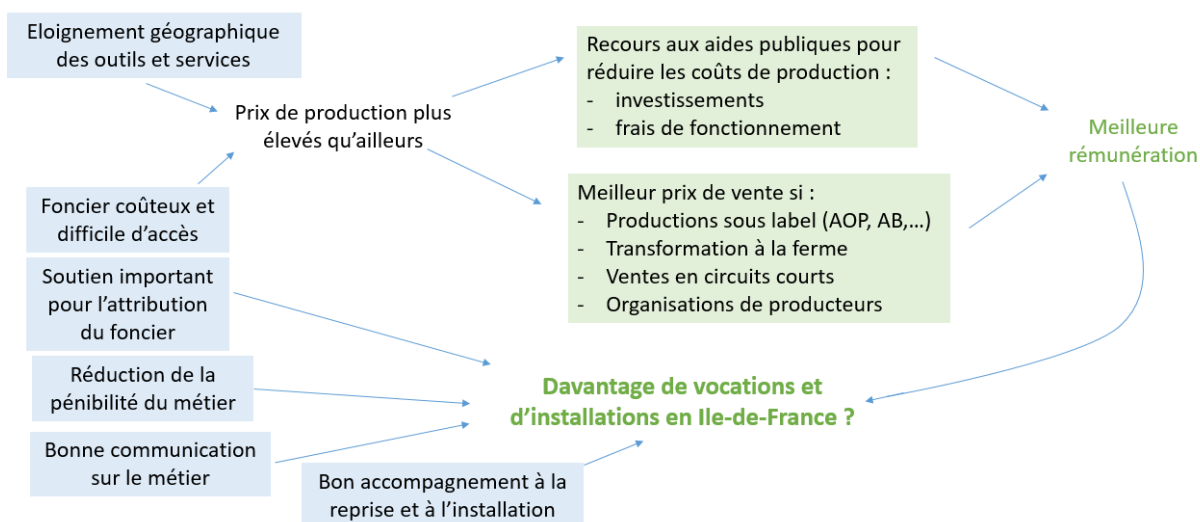 Eloignement géographique
des outils et services
Prix de production plus
élevés qu'ailleurs
Foncier coûteux et
difficile d'accès
Recours aux aides publiques pour
réduire les coûts de production :
- investissements
- frais de fonctionnement
Meilleur prix de vente si :
- Productions sous label (AOP, AB,...)
- Transformation à la ferme
- Ventes en circuits courts
- Organisations de producteurs
Meilleure
rémunération
Soutien important
pour l'attribution
du foncier
Réduction de la
pénibilité du métier
Bonne communication
sur le métier
Bon accompagnement à la
reprise et à l'installation
Davantage de vocations et
d'installations en Ile-de-France ?